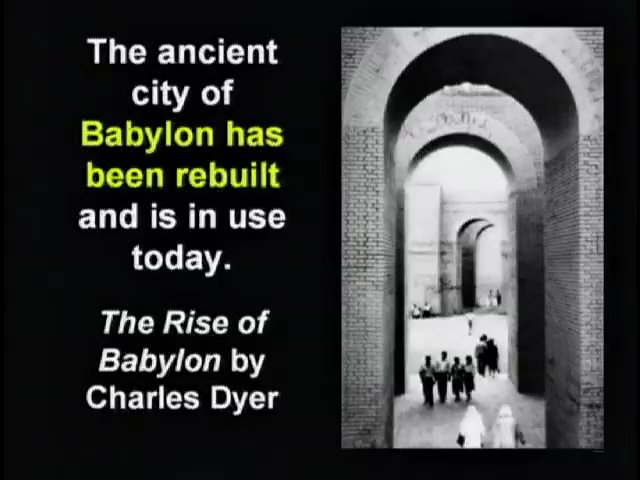 The ancient
city of
Babylon has
been rebuilt
and is in use
today.
The Rise of
Babylon by
Charles Dyer